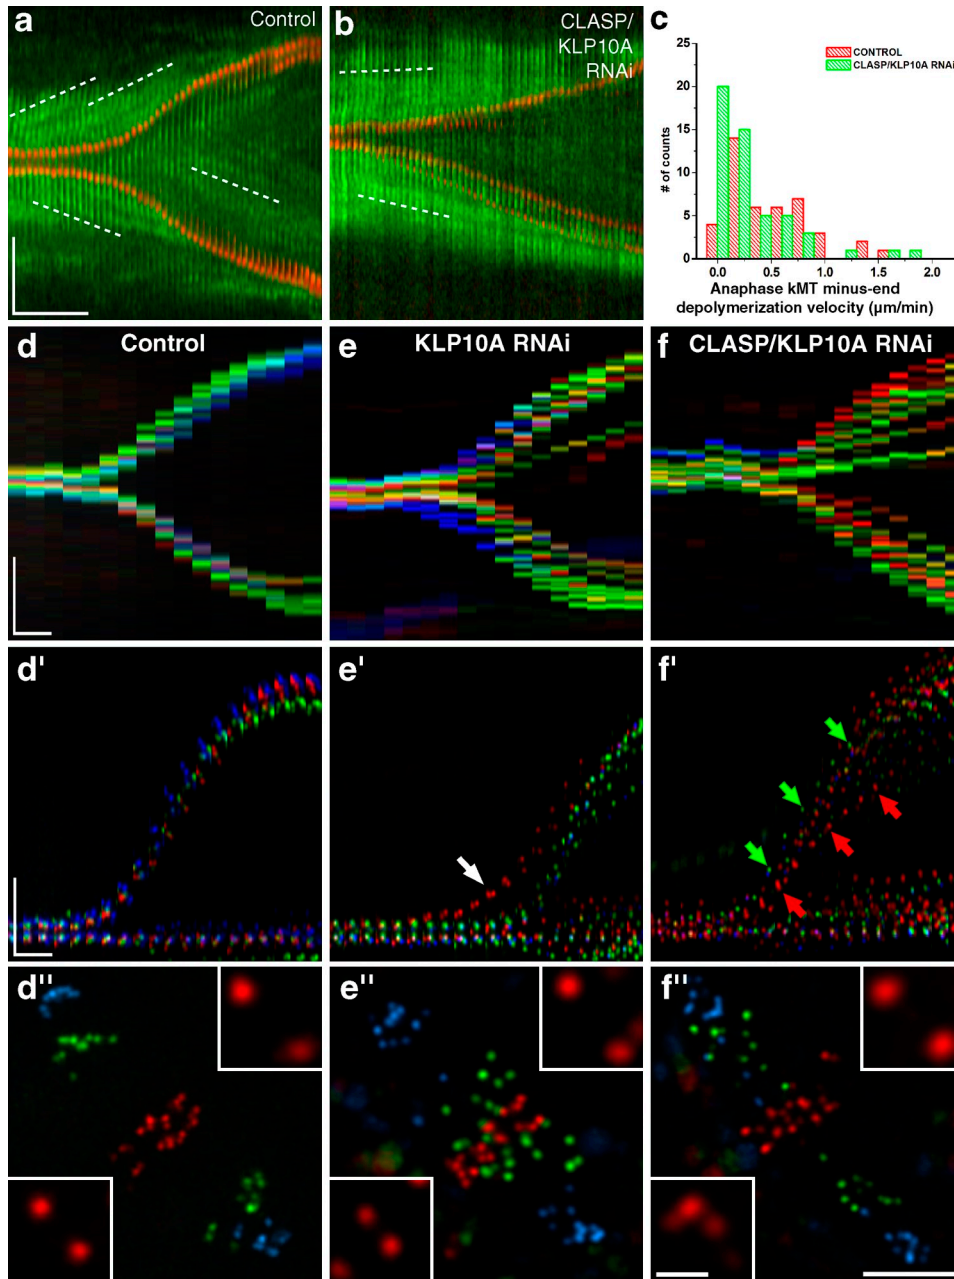 a
Control
b
CLASP/
KLP10A
RNAi
c
25
20
15
10
5
0
# of counts
CONTROL
CLASP/KLP10A RNAi
0.0
0.5
1.0
1.5
2.0
Anaphase kMT minus-end
depolymerization velocity (μm/min)
d
Control
e
KLP10A RNAi
f
CLASP/KLP10A RNAi
d'
e'
f'
d''
e''
f''